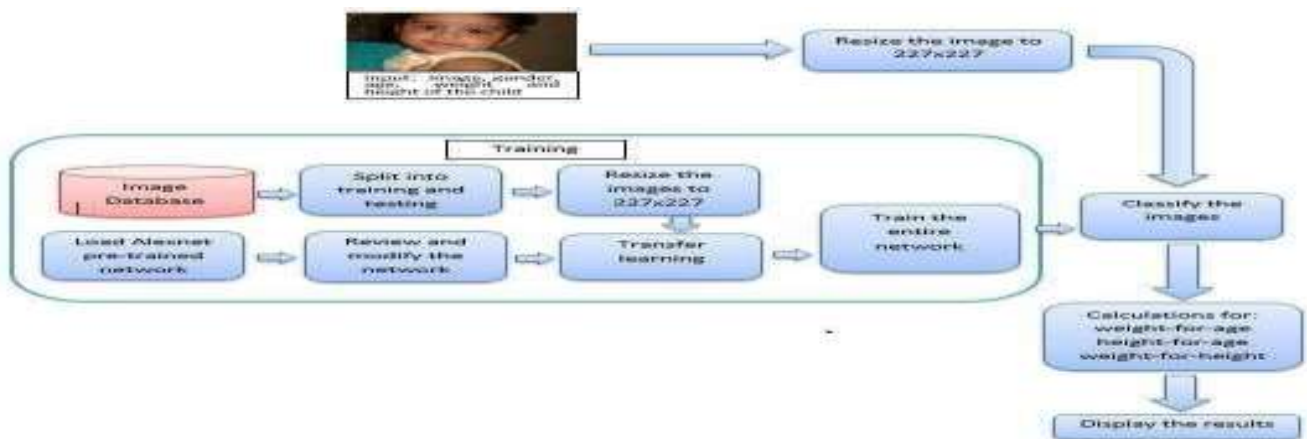 Resize the image to
227x227
Input: Image, gender,
age, weight and
height of the child
Training
Image
Database
Split into
training and
testing
Resize the
images to
227x227
Load Alexnet
pre-trained
network
Review and
modify the
network
Transfer
learning
Train the
entire
network
Classify the
images
Calculations for:
weight-for-age
height-for-age
weight-for-height
Display the results